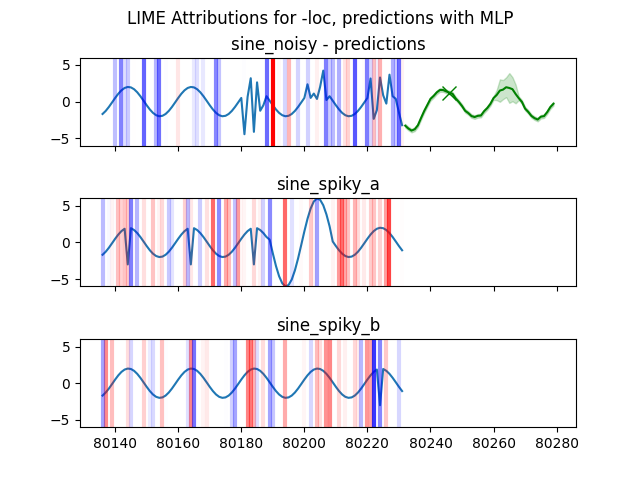 LIME Attributions for -loc, predictions with MLP
sine_noisy - predictions
5
0
−5
sine_spiky_a
5
0
−5
sine_spiky_b
5
0
−5
80140 80160 80180 80200 80220 80240 80260 80280